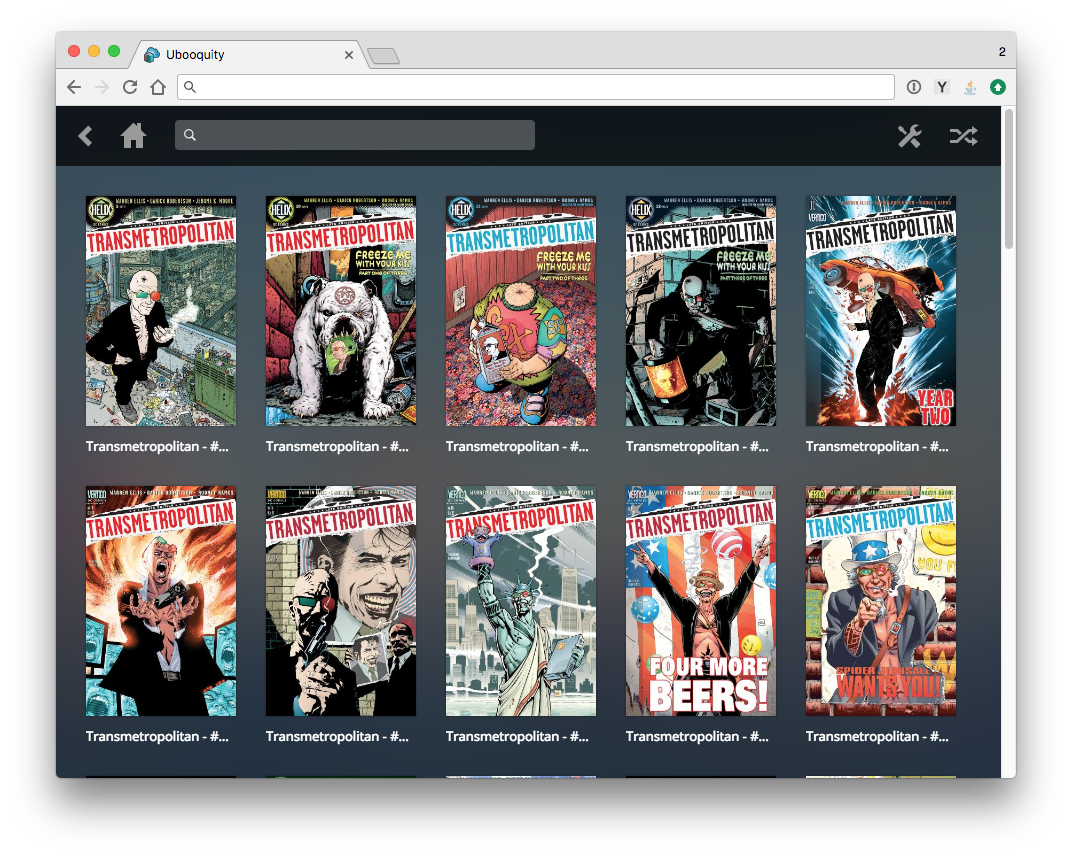 Ubooquity
2
Y
HELIX
WARREN ELLIS • DARICK ROBERTSON • JEROME K. MOORE
TRANSMETROPOLITAN
HELIX
WARREN ELLIS • DARICK ROBERTSON • RODNEY RAMOS
TRANSMETROPOLITAN
FREEZE ME
WITH YOUR KISS
PART ONE OF THREE
HELIX
WARREN ELLIS • DARICK ROBERTSON • RODNEY RAMOS
TRANSMETROPOLITAN
FREEZE ME
WITH YOUR KISS
PART TWO OF THREE
HELIX
WARREN ELLIS • DARICK ROBERTSON • RODNEY RAMOS
TRANSMETROPOLITAN
FREEZE ME
WITH YOUR KISS
PART THREE OF THREE
VERTIGO
TRANSMETROPOLITAN
YEAR
TWO
Transmetropolitan - #...
Transmetropolitan - #...
Transmetropolitan - #...
Transmetropolitan - #...
Transmetropolitan - #...
VERTIGO
WARREN ELLIS • DARICK ROBERTSON • RODNEY RAMOS
TRANSMETROPOLITAN
VERTIGO
TRANSMETROPOLITAN
VERTIGO
WARREN ELLIS • DARICK ROBERTSON • RODNEY RAMOS
TRANSMETROPOLITAN
VERTIGO
TRANSMETROPOLITAN
FOUR MORE
BEERS!
VERTIGO
TRANSMETROPOLITAN
SPIDER JERUSALEM
WANTS YOU!
Transmetropolitan - #...
Transmetropolitan - #...
Transmetropolitan - #...
Transmetropolitan - #...
Transmetropolitan - #...